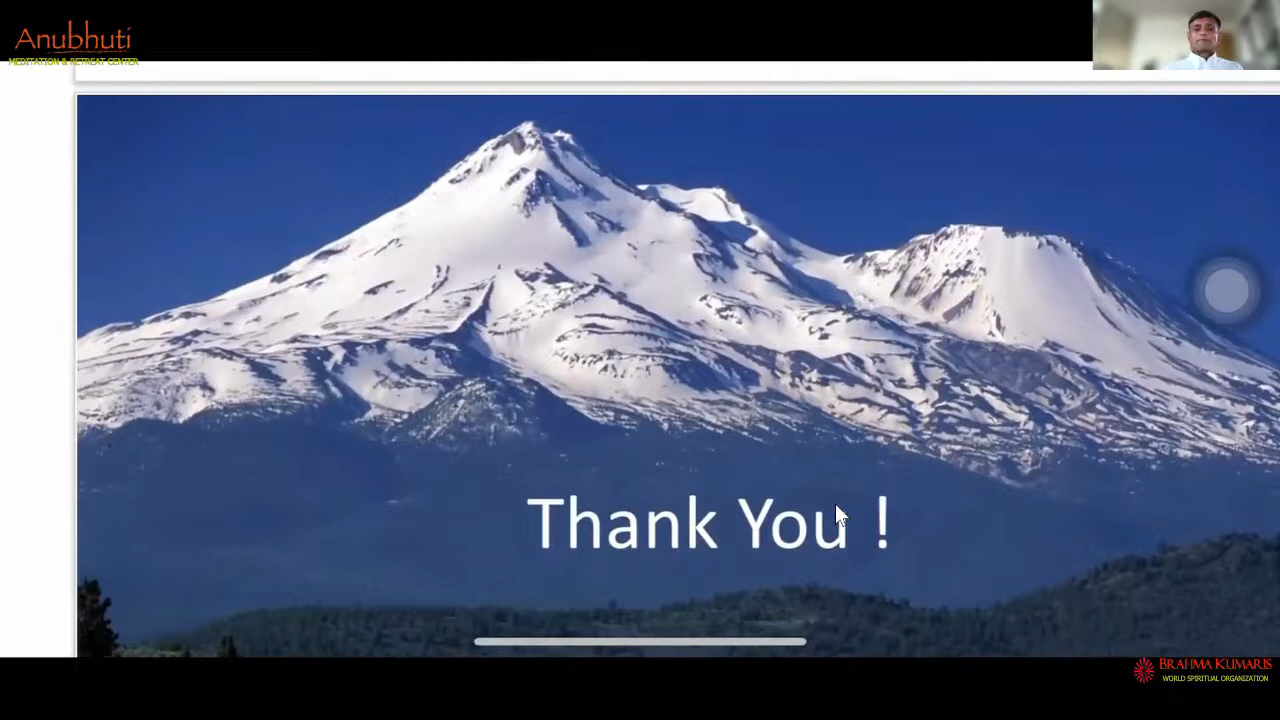 Anubhuti
MEDITATION & RETREAT CENTER
Thank You !
BRAHMA KUMARIS
WORLD SPIRITUAL ORGANIZATION